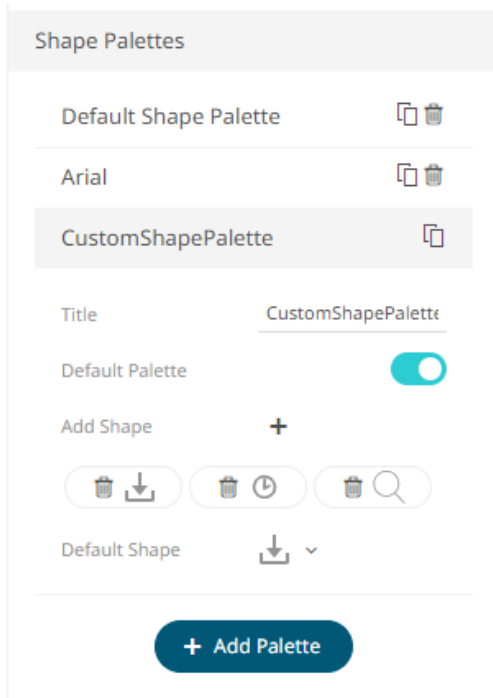 Shape Palettes
Default Shape Palette
Arial
CustomShapePalette
Title CustomShapePalette
Default Palette
Add Shape +
Default Shape
+ Add Palette